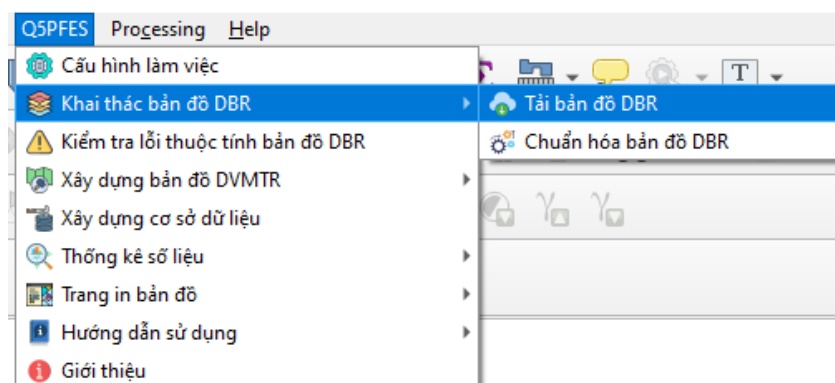 Q5PFES Processing Help
Cấu hình làm việc
Khai thác bản đồ DBR
Tải bản đồ DBR
Kiểm tra lỗi thuộc tính bản đồ DBR
Chuẩn hóa bản đồ DBR
Xây dựng bản đồ DVMTR
Xây dựng cơ sở dữ liệu
Thống kê số liệu
Trang in bản đồ
Hướng dẫn sử dụng
Giới thiệu